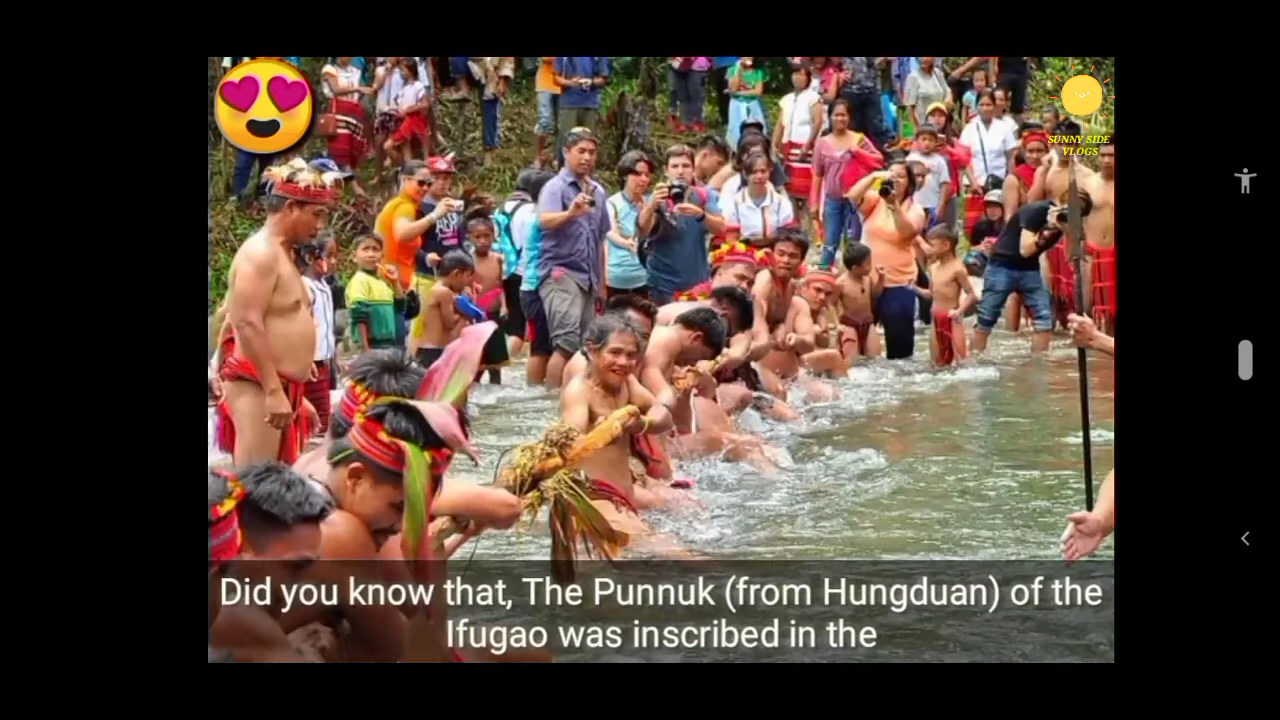 SUNNY SIDE
VLOGS
Did you know that, The Punnuk (from Hungduan) of the
Ifugao was inscribed in the